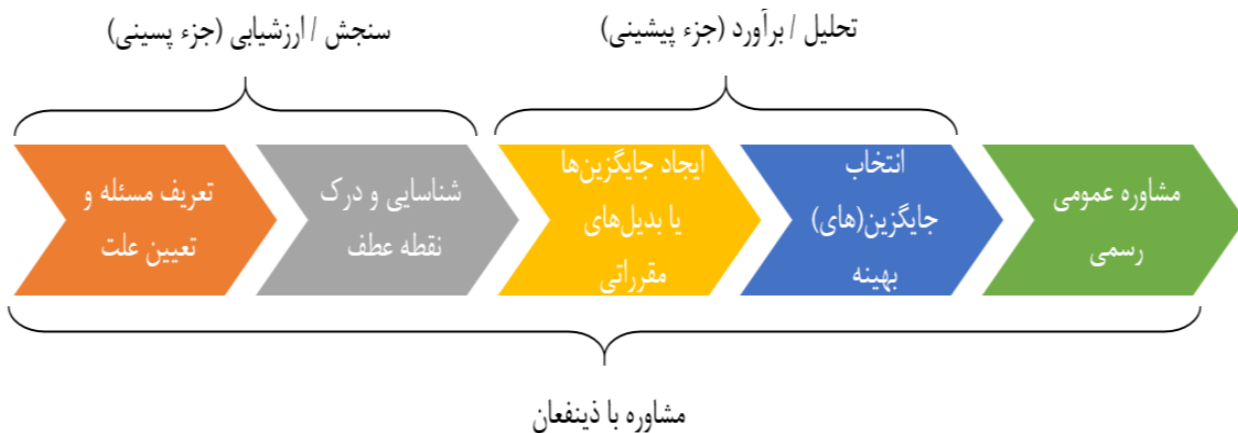 سنجش / ارزشیابی (جزء پسینی)
تحلیل / برآورد (جزء پیشینی)
تعریف مسئله و
تعیین علت
شناسایی و درک
نقطه عطف
ایجاد جایگزین‌ها
یا بدیل‌های
مقرراتی
انتخاب
جایگزین(های)
بهینه
مشاوره عمومی
رسمی
مشاوره با ذینفعان